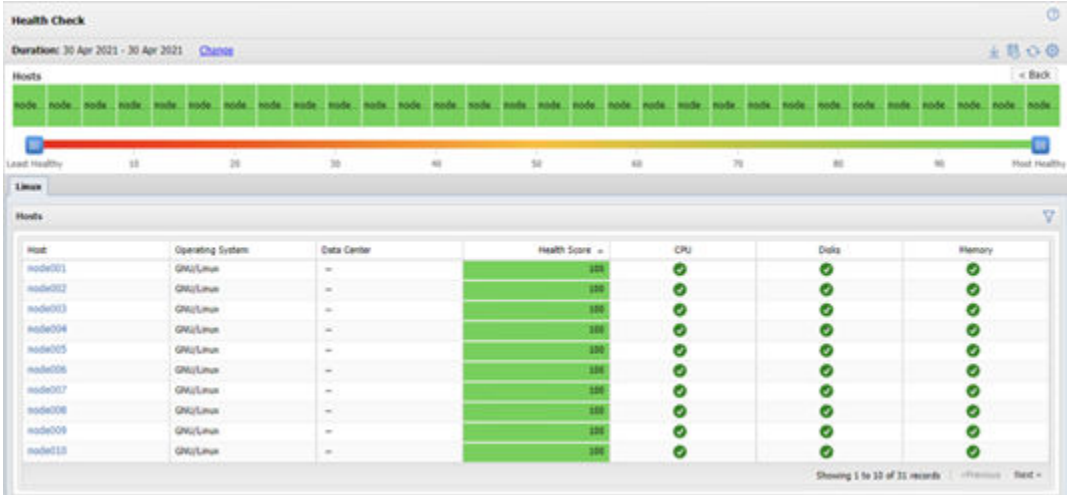 Health Check
Duration: 30 Apr 2021 - 30 Apr 2021 Change
Hosts < Back
node... node... node... node... node... node... node... node... node... node... node... node... node... node... node... node... node... node... node... node... node... node... node... node... node... node... node... node... node... node...
Least Healthy 10 20 30 40 50 60 70 80 90 Most Healthy
Linux
Hosts
Host Operating System Data Center Health Score CPU Disks Memory
node001 GNU/Linux -- 100
node002 GNU/Linux -- 100
node003 GNU/Linux -- 100
node004 GNU/Linux -- 100
node005 GNU/Linux -- 100
node006 GNU/Linux -- 100
node007 GNU/Linux -- 100
node008 GNU/Linux -- 100
node009 GNU/Linux -- 100
node010 GNU/Linux -- 100
Showing 1 to 10 of 31 records «Previous Next »